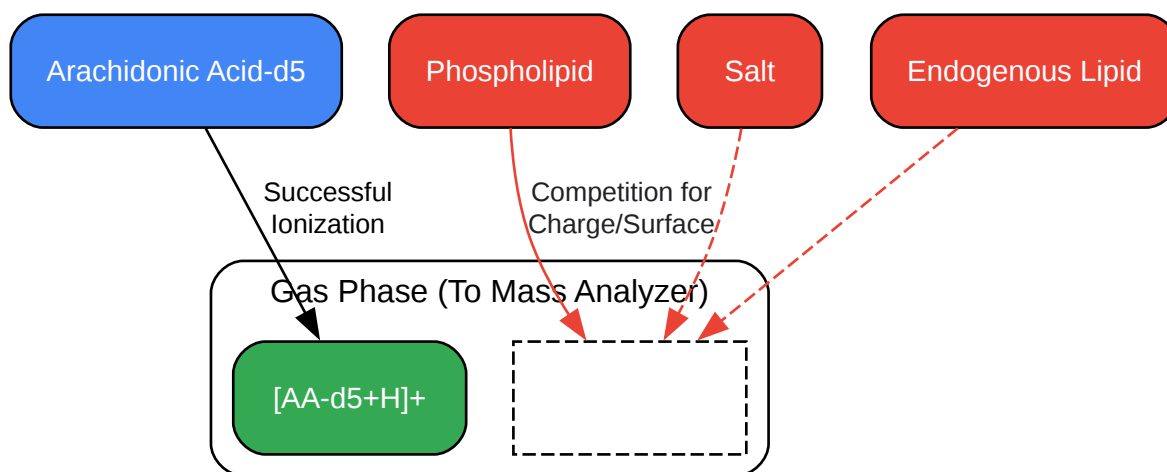 Arachidonic Acid-d5
Phospholipid
Salt
Endogenous Lipid
Successful
Ionization
Competition for
Charge/Surface
Gas Phase (To Mass Analyzer)
[AA-d5+H]+